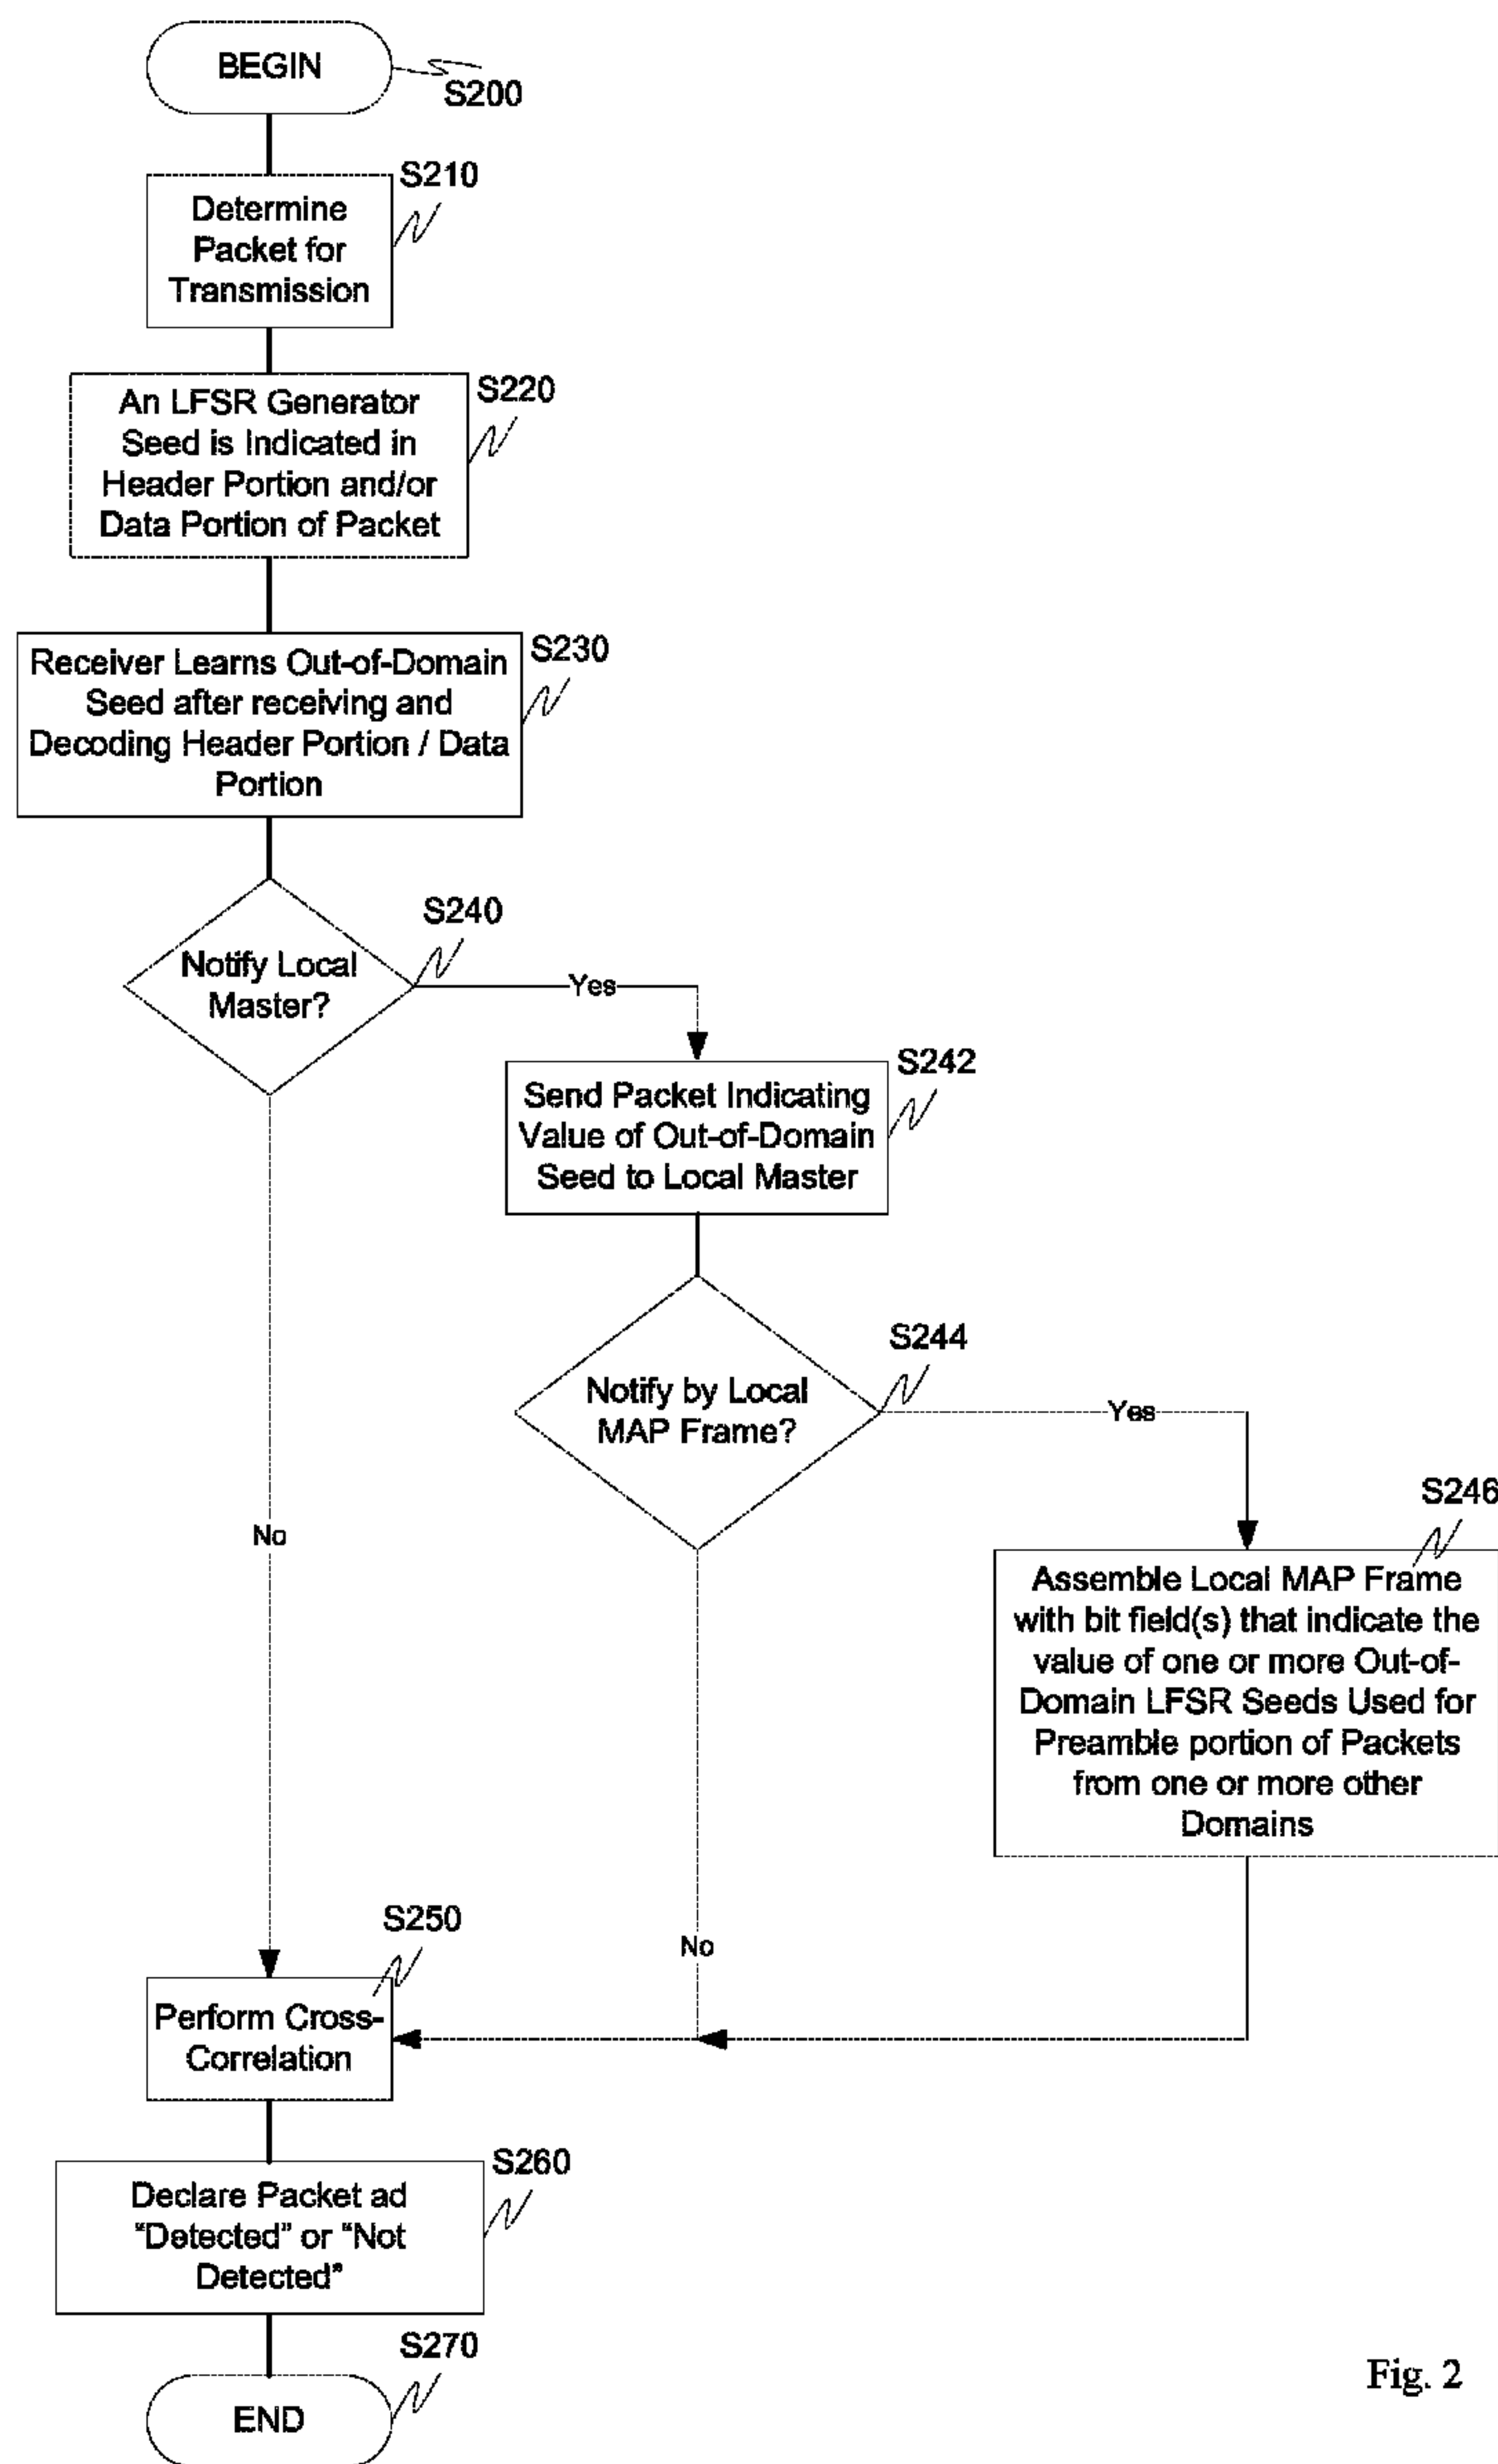 BEGIN
S200
S210
Determine
Packet for
Transmission
S220
An LFSR Generator
Seed is Indicated in
Header Portion and/or
Data Portion of Packet
S230
Receiver Learns Out-of-Domain
Seed after receiving and
Decoding Header Portion / Data
Portion
S240
Notify Local
Master?
Yes
S242
Send Packet Indicating
Value of Out-of-Domain
Seed to Local Master
S244
Notify by Local
MAP Frame?
Yes
S246
Assemble Local MAP Frame
with bit field(s) that indicate the
value of one or more Out-of-
Domain LFSR Seeds Used for
Preamble portion of Packets
from one or more other
Domains
No
No
S250
Perform Cross-
Correlation
S260
Declare Packet ad
“Detected” or “Not
Detected”
S270
END
Fig. 2